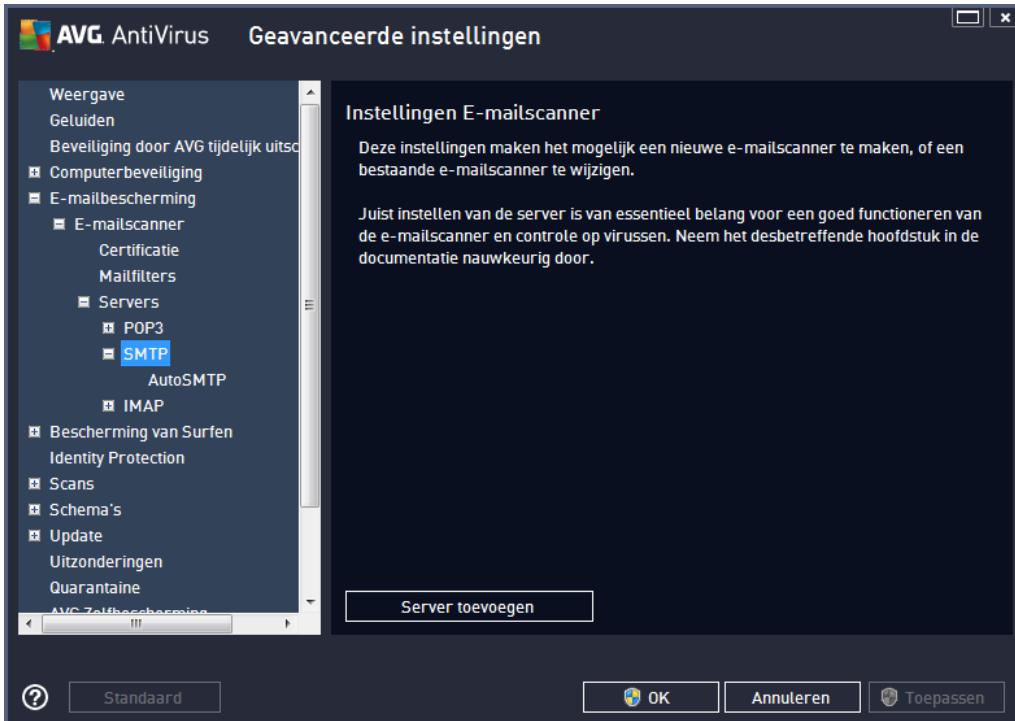 AVG. AntiVirus Geavanceerde instellingen
Weergave
Geluiden
Beveiliging door AVG tijdelijk uitsc
Computerbeveiliging
E-mailbescherming
E-mailscanner
Certificatie
Mailfilters
Servers
POP3
SMTP
AutoSMTP
IMAP
Bescherming van Surfen
Identity Protection
Scans
Schema's
Update
Uitzonderingen
Quarantaine
AVG Zelfbescherming
Instellingen E-mailscanner
Deze instellingen maken het mogelijk een nieuwe e-mailscanner te maken, of een
bestaande e-mailscanner te wijzigen.
Juist instellen van de server is van essentieel belang voor een goed functioneren van
de e-mailscanner en controle op virussen. Neem het desbetreffende hoofdstuk in de
documentatie nauwkeurig door.
Server toevoegen
? Standaard OK Annuleren Toepassen